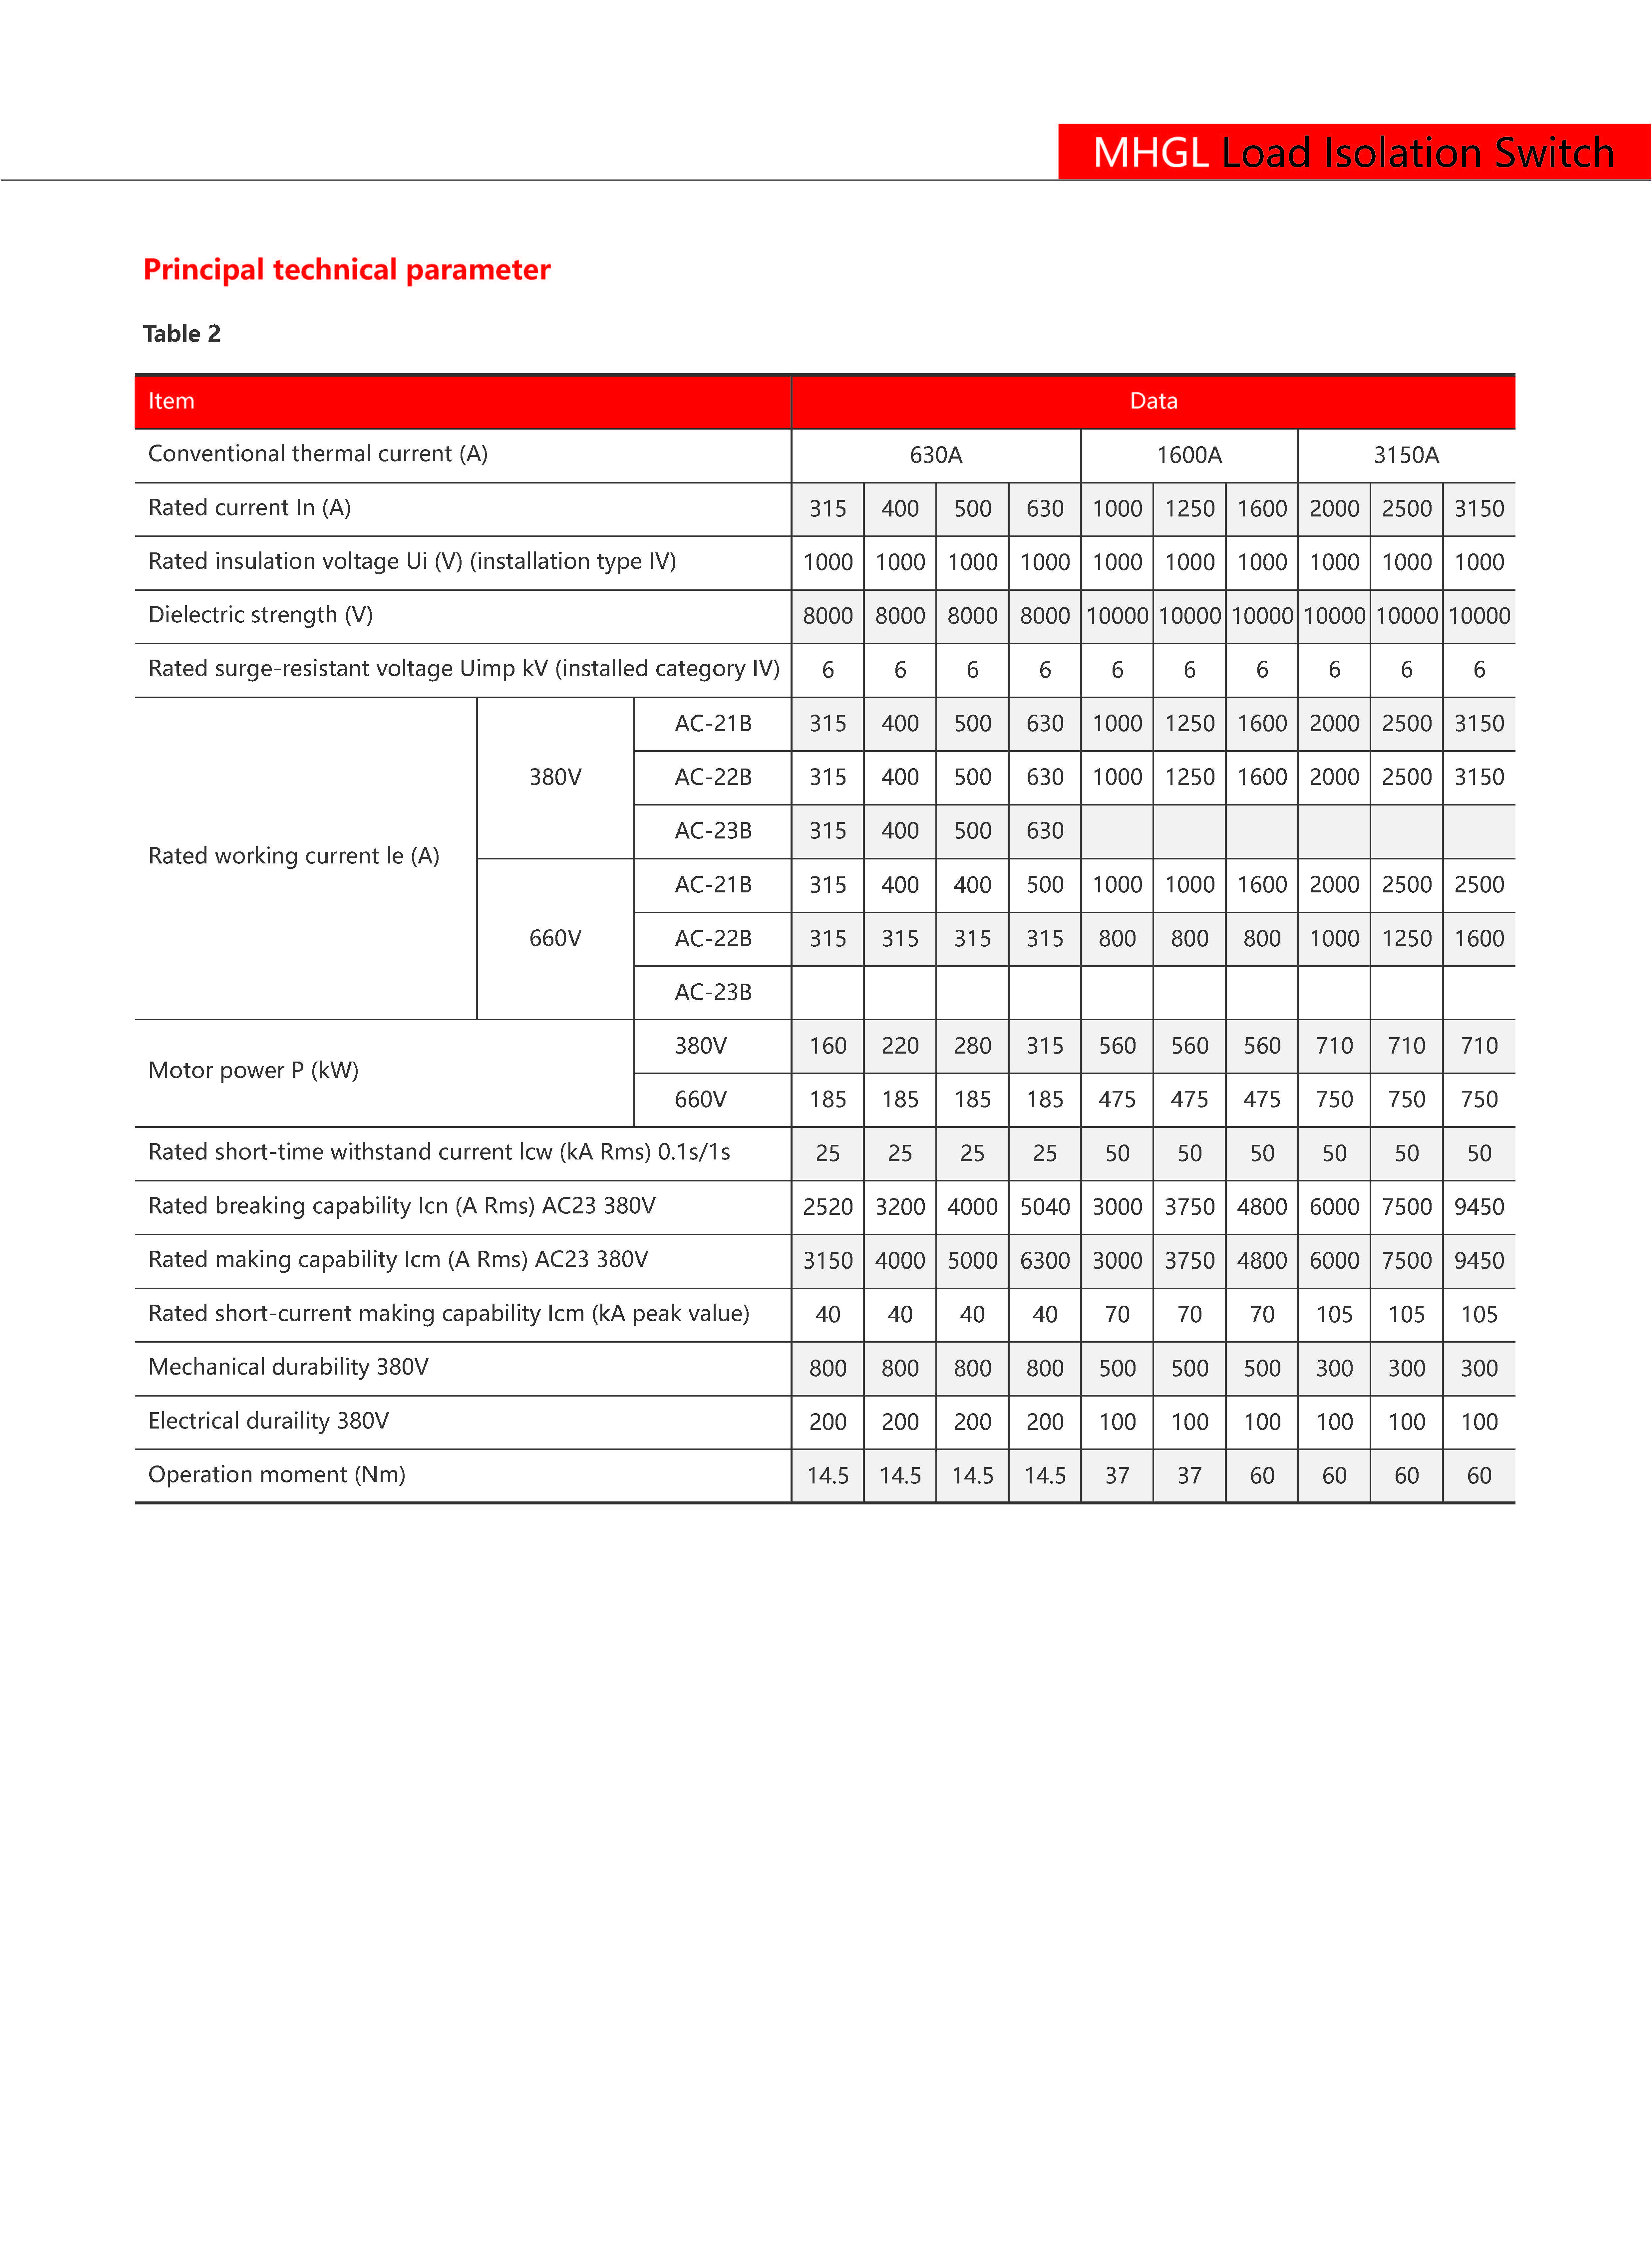 MHGL Load Isolation Switch
Principal technical parameter
Table 2
Item Data
Conventional thermal current (A) 630A 1600A 3150A
Rated current In (A) 315 400 500 630 1000 1250 1600 2000 2500 3150
Rated insulation voltage Ui (V) (installation type IV) 1000 1000 1000 1000 1000 1000 1000 1000 1000 1000
Dielectric strength (V) 8000 8000 8000 8000 10000 10000 10000 10000 10000 10000
Rated surge-resistant voltage Uimp kV (installed category IV) 6 6 6 6 6 6 6 6 6 6
Rated working current le (A) 380V AC-21B 315 400 500 630 1000 1250 1600 2000 2500 3150
AC-22B 315 400 500 630 1000 1250 1600 2000 2500 3150
AC-23B 315 400 500 630
660V AC-21B 315 400 400 500 1000 1000 1600 2000 2500 2500
AC-22B 315 315 315 315 800 800 800 1000 1250 1600
AC-23B
Motor power P (kW) 380V 160 220 280 315 560 560 560 710 710 710
660V 185 185 185 185 475 475 475 750 750 750
Rated short-time withstand current lcw (kA Rms) 0.1s/1s 25 25 25 25 50 50 50 50 50 50
Rated breaking capability Icn (A Rms) AC23 380V 2520 3200 4000 5040 3000 3750 4800 6000 7500 9450
Rated making capability Icm (A Rms) AC23 380V 3150 4000 5000 6300 3000 3750 4800 6000 7500 9450
Rated short-current making capability Icm (kA peak value) 40 40 40 40 70 70 70 105 105 105
Mechanical durability 380V 800 800 800 800 500 500 500 300 300 300
Electrical duraility 380V 200 200 200 200 100 100 100 100 100 100
Operation moment (Nm) 14.5 14.5 14.5 14.5 37 37 60 60 60 60